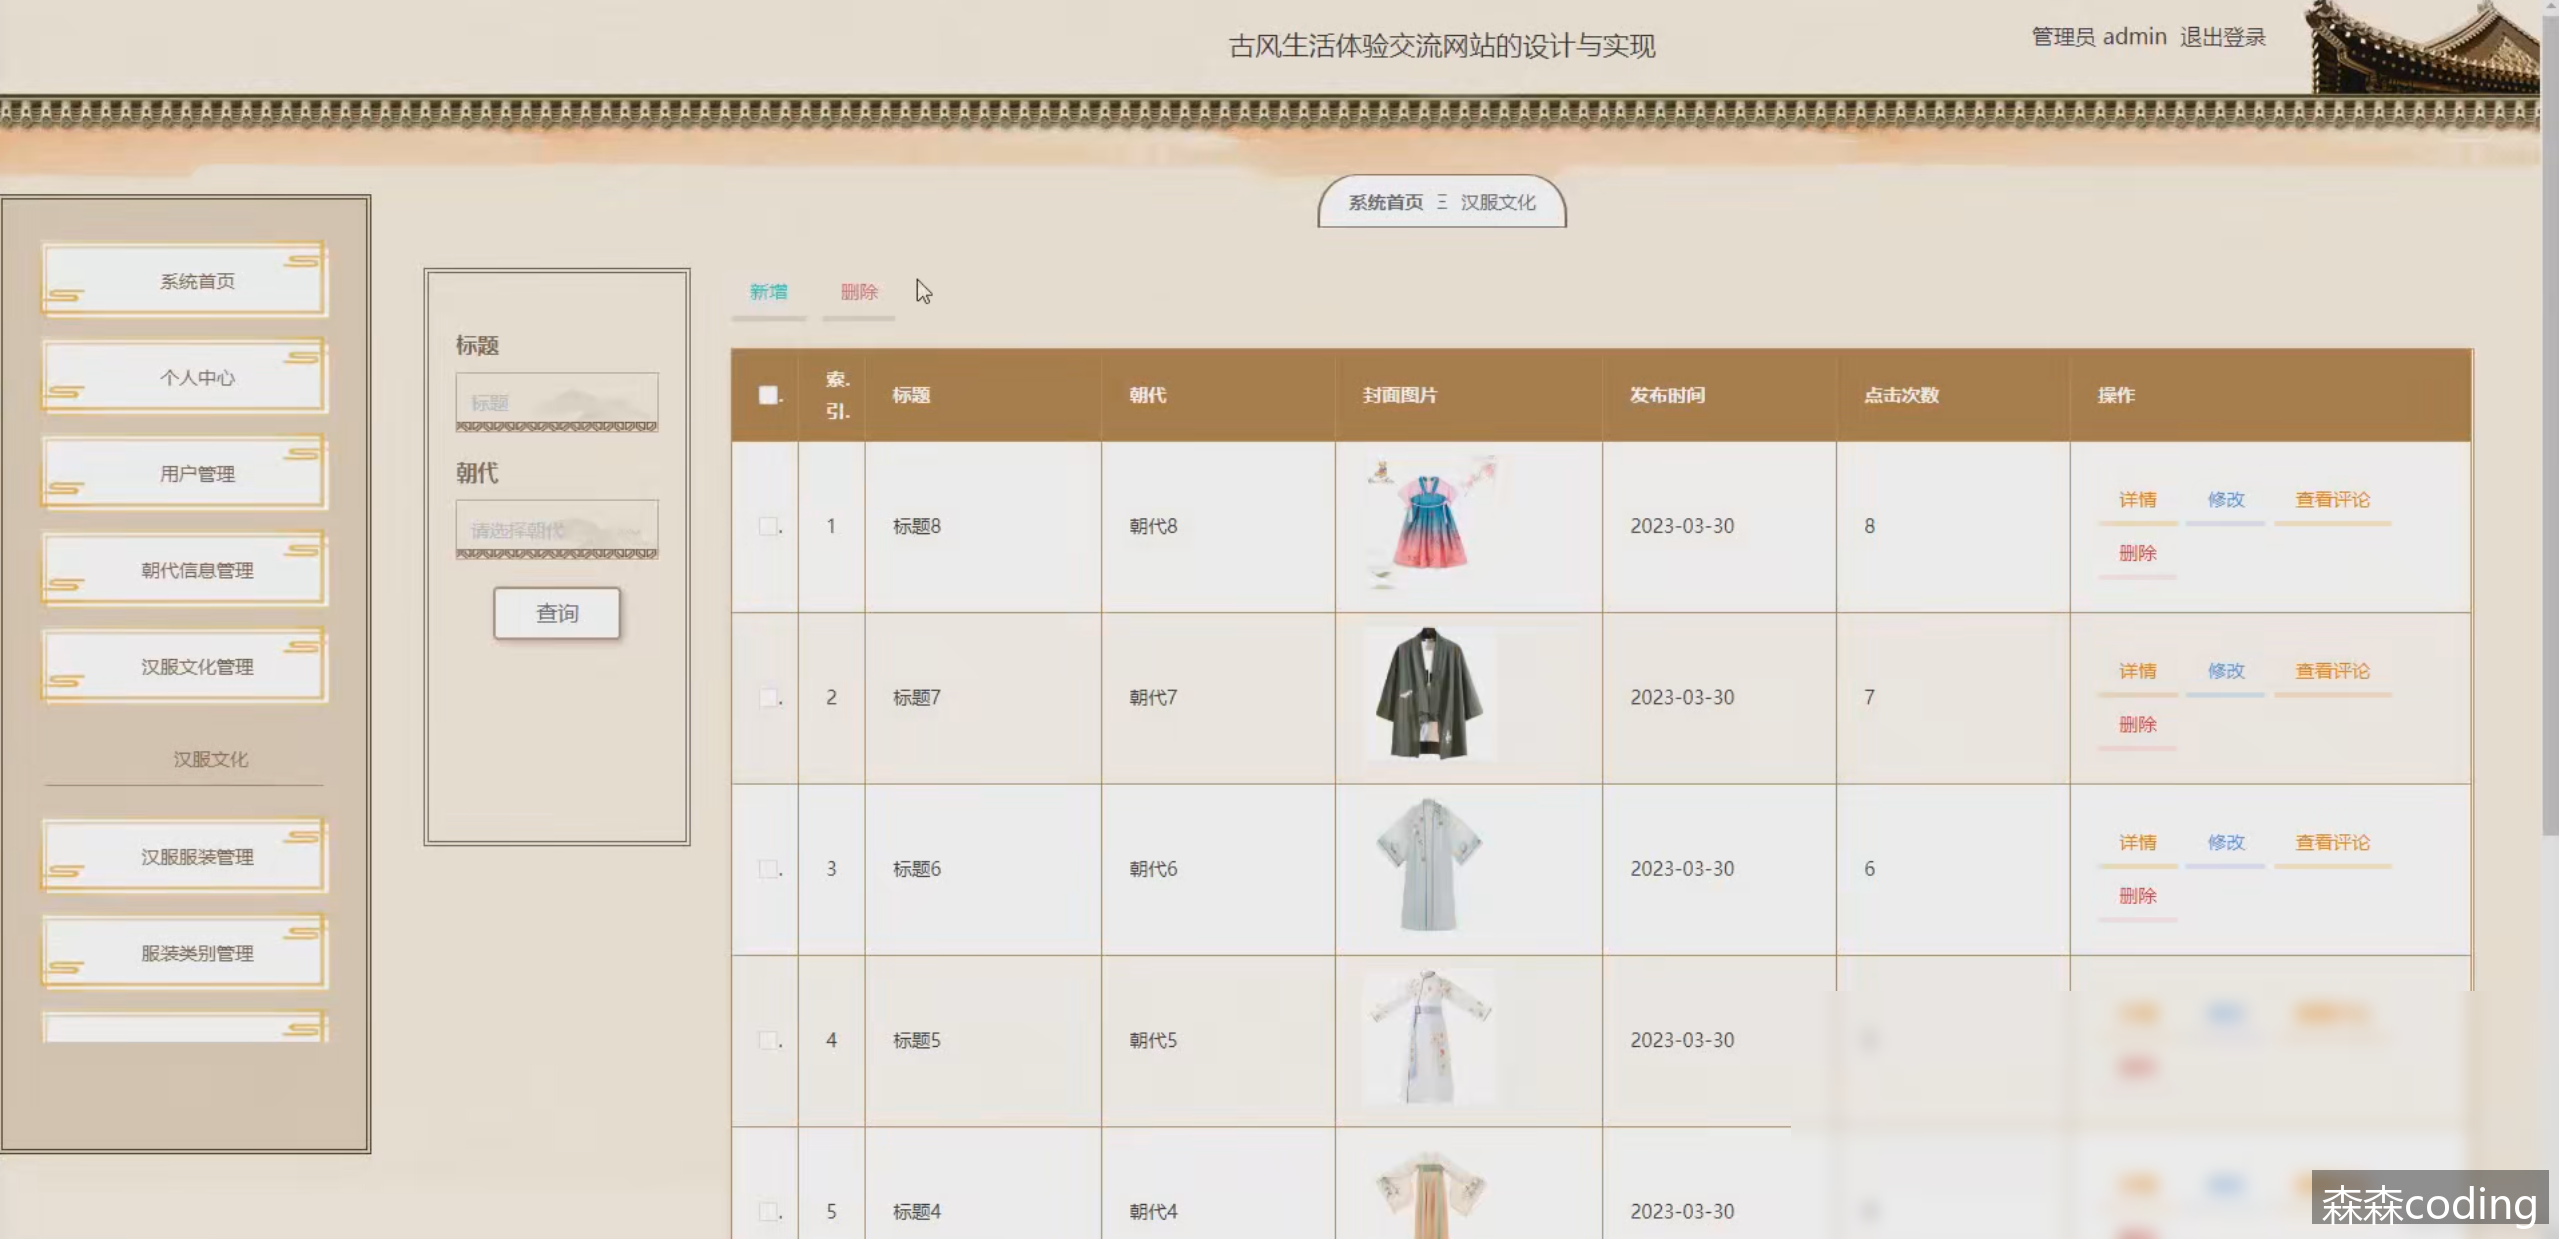 古风生活体验交流网站的设计与实现
管理员 admin 退出登录
系统首页 Ξ 汉服文化
系统首页
个人中心
用户管理
朝代信息管理
汉服文化管理
汉服文化
汉服服装管理
服装类别管理
标题
标题
朝代
请选择朝代
查询
新增 删除
索. 引. 标题 朝代 封面图片 发布时间 点击次数 操作
1 标题8 朝代8 2023-03-30 8 详情 修改 查看评论
删除
2 标题7 朝代7 2023-03-30 7 详情 修改 查看评论
删除
3 标题6 朝代6 2023-03-30 6 详情 修改 查看评论
删除
4 标题5 朝代5 2023-03-30
5 标题4 朝代4 2023-03-30
森森coding